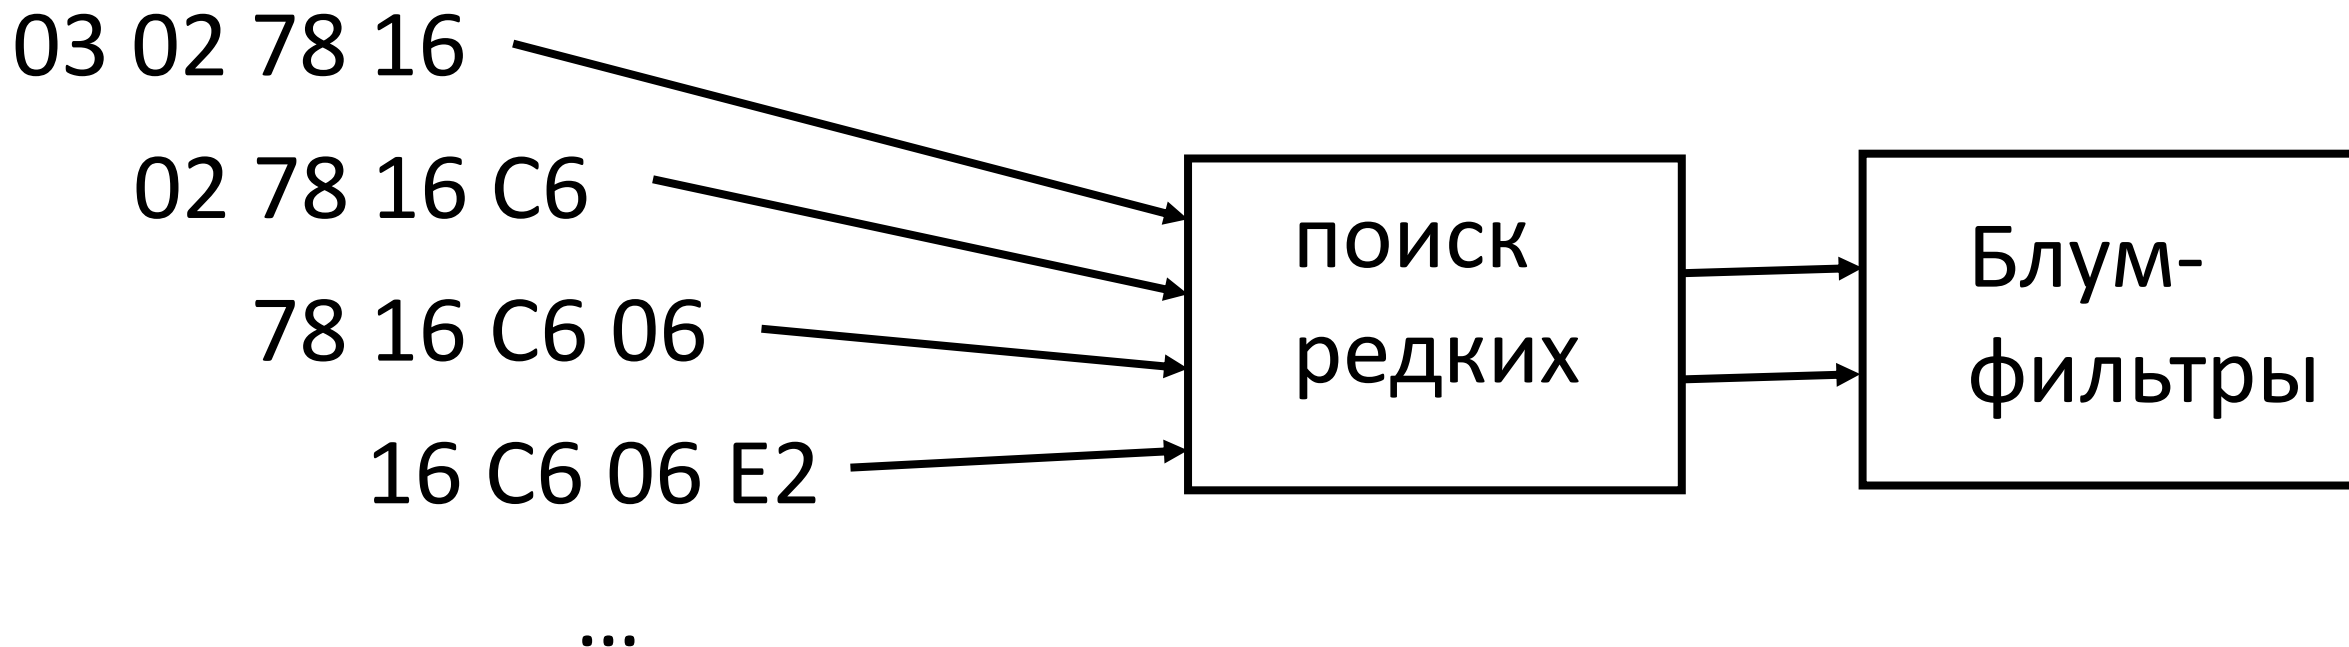 03 02 78 16
02 78 16 C6
78 16 C6 06
16 C6 06 E2
...
поиск
редких
Блум-
фильтры